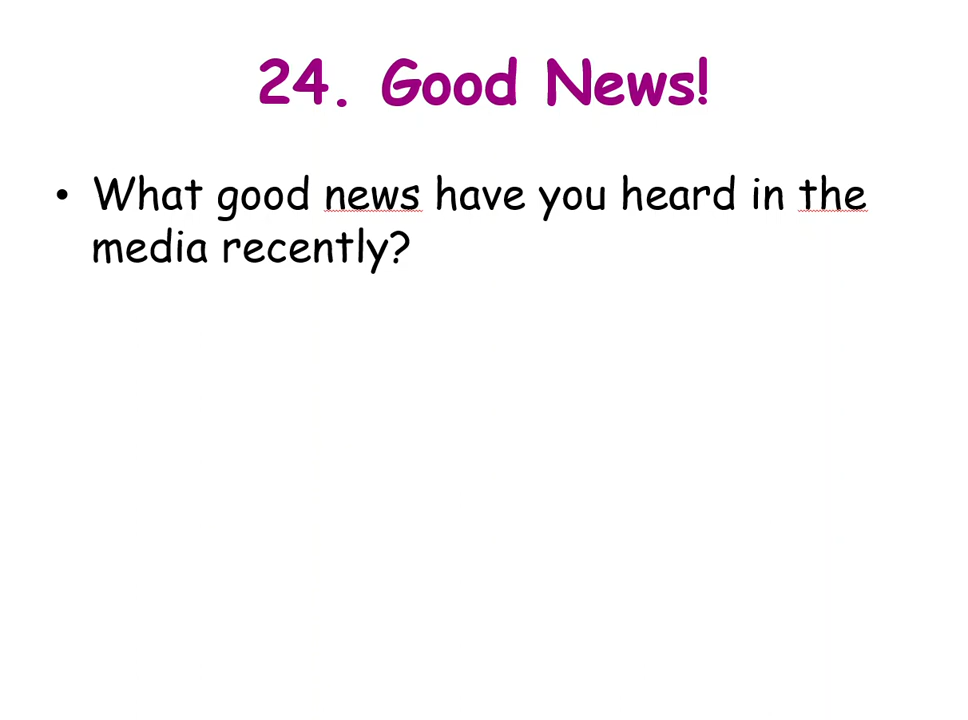 24. Good News!
• What good news have you heard in the
media recently?